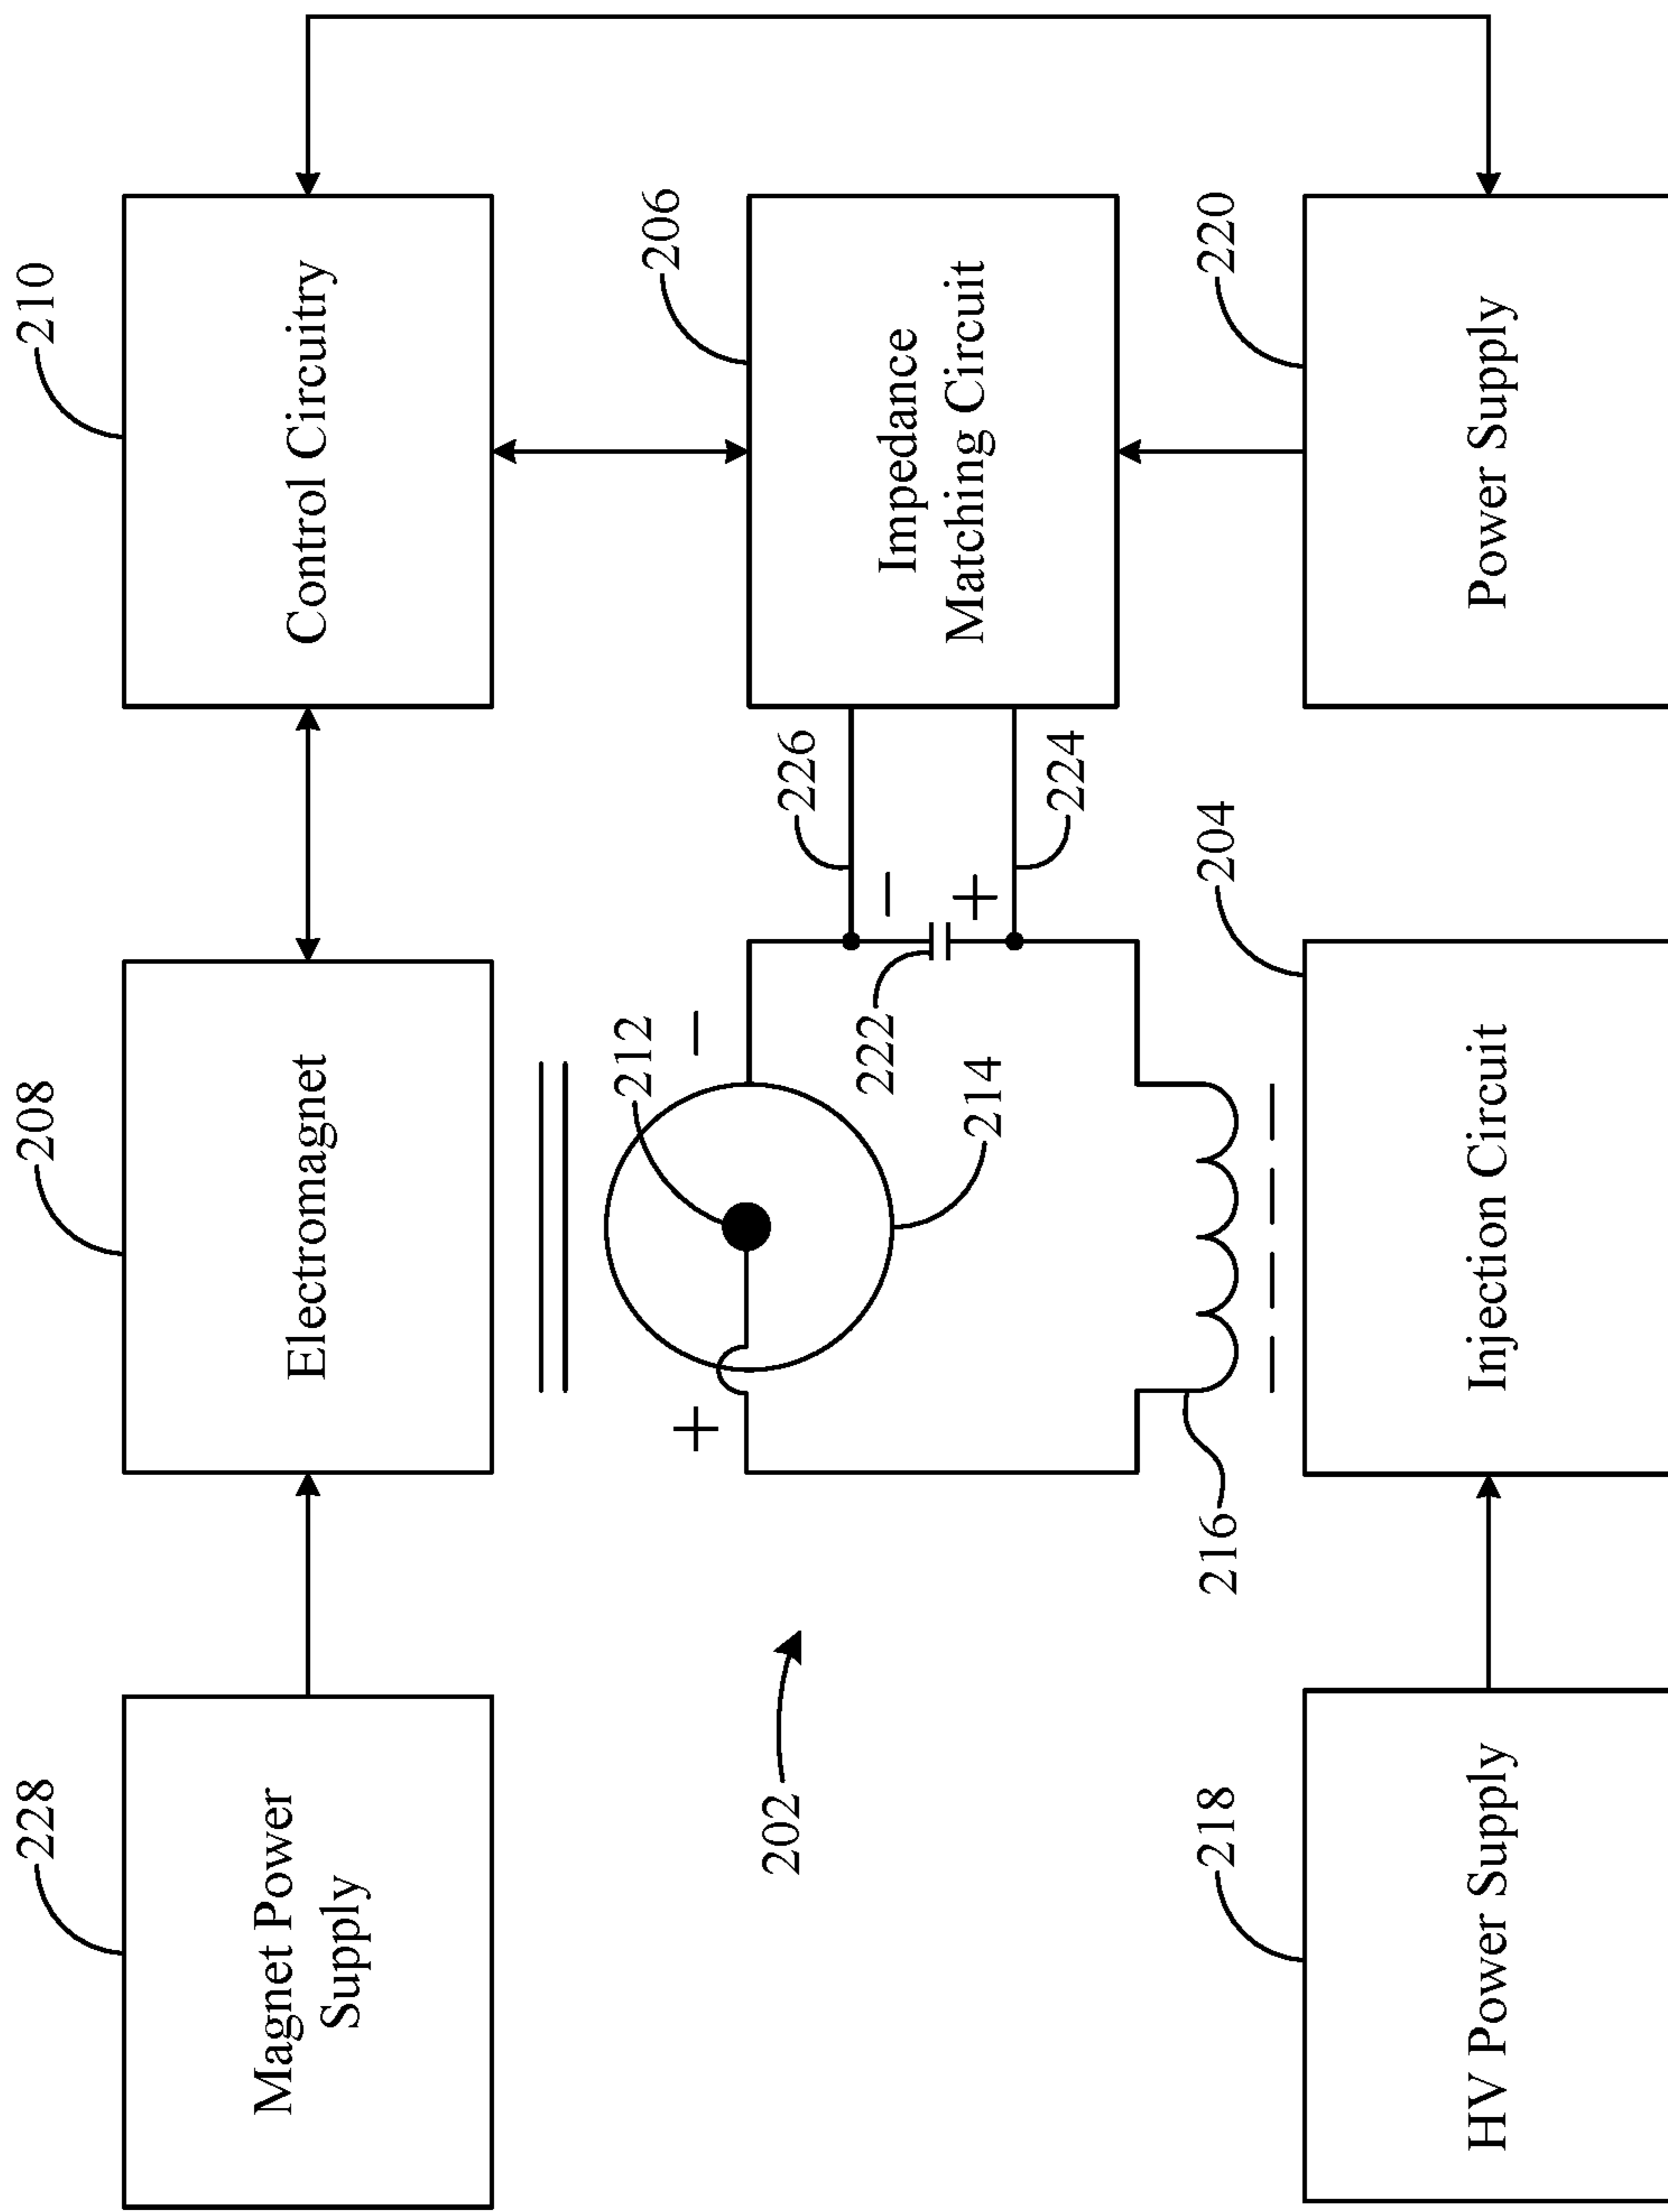 228
Magnet Power
Supply
208
Electromagnet
210
Control Circuitry
202
+
212
−
214
222
−
+
226
224
206
Impedance
Matching Circuit
216
218
HV Power Supply
204
Injection Circuit
220
Power Supply